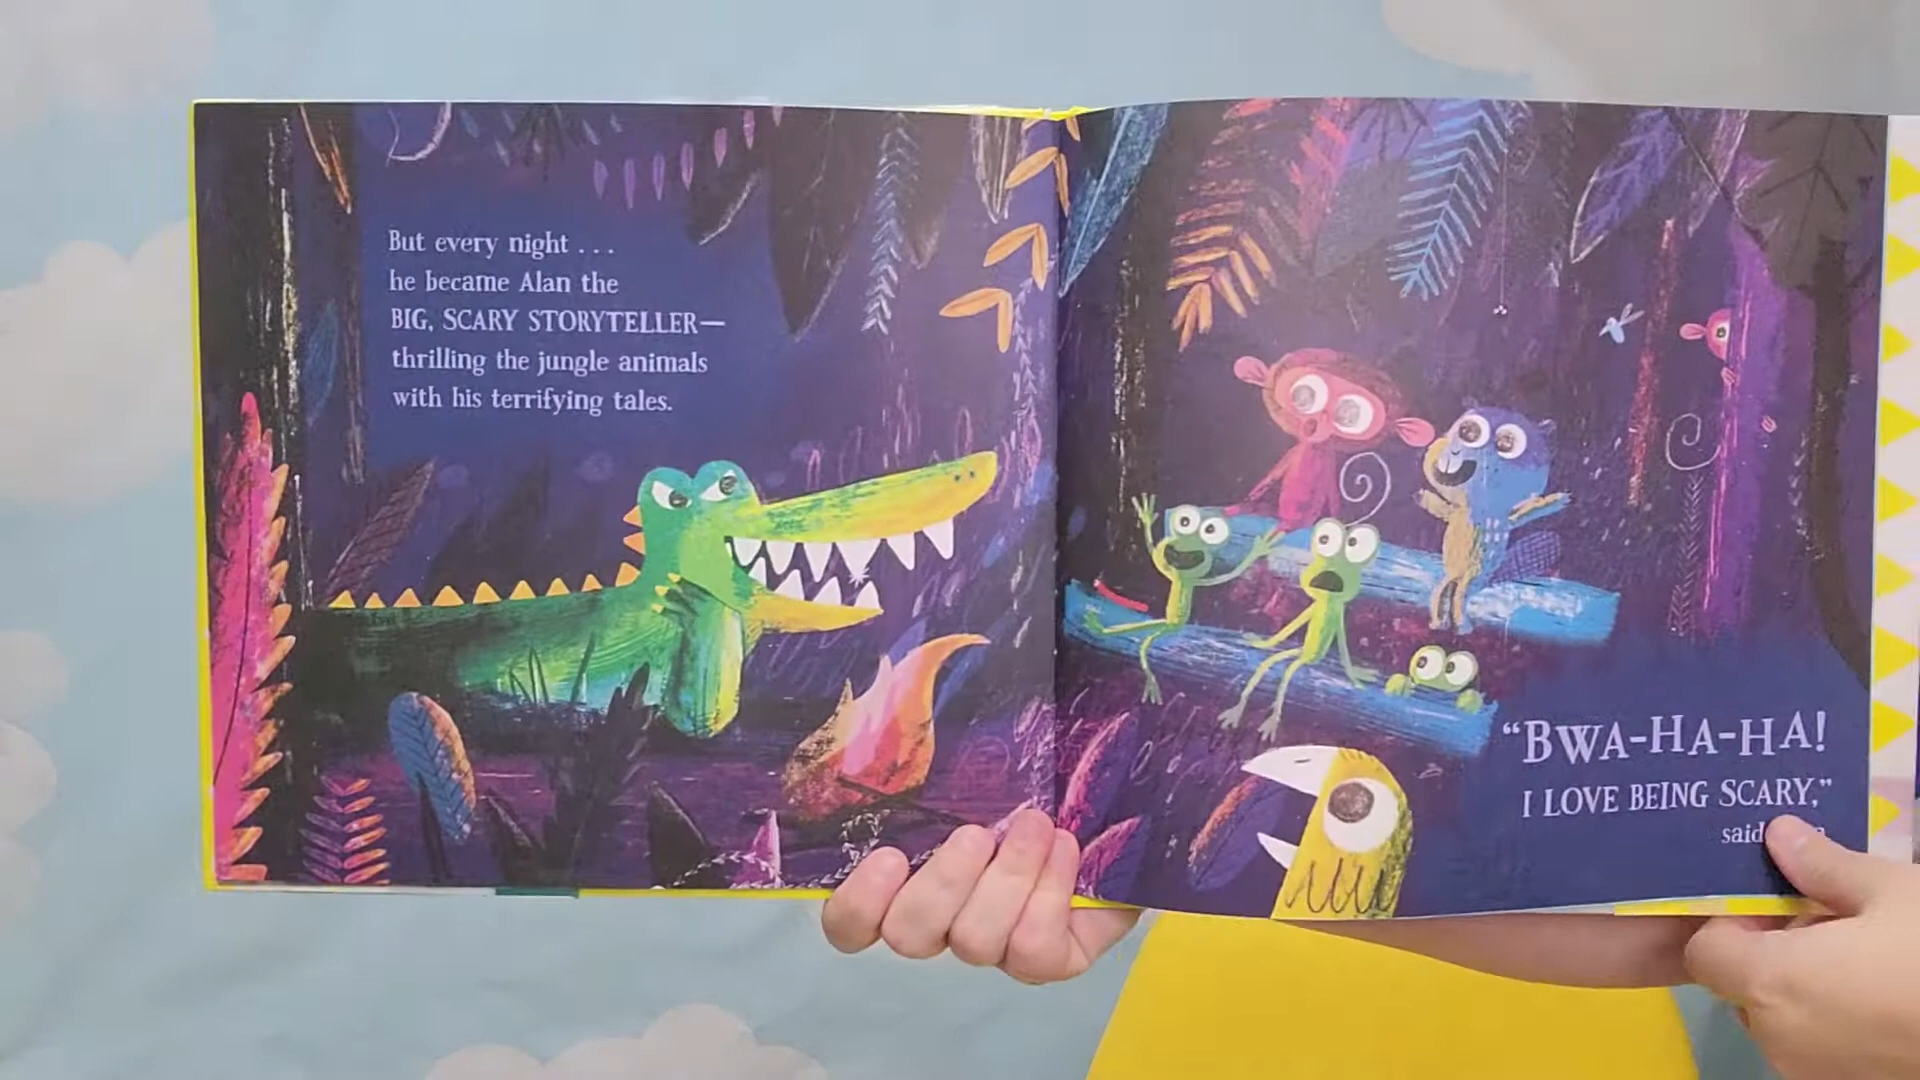 But every night . . .
he became Alan the
BIG, SCARY STORYTELLER—
thrilling the jungle animals
with his terrifying tales.
“BWA-HA-HA!
I LOVE BEING SCARY,”
said